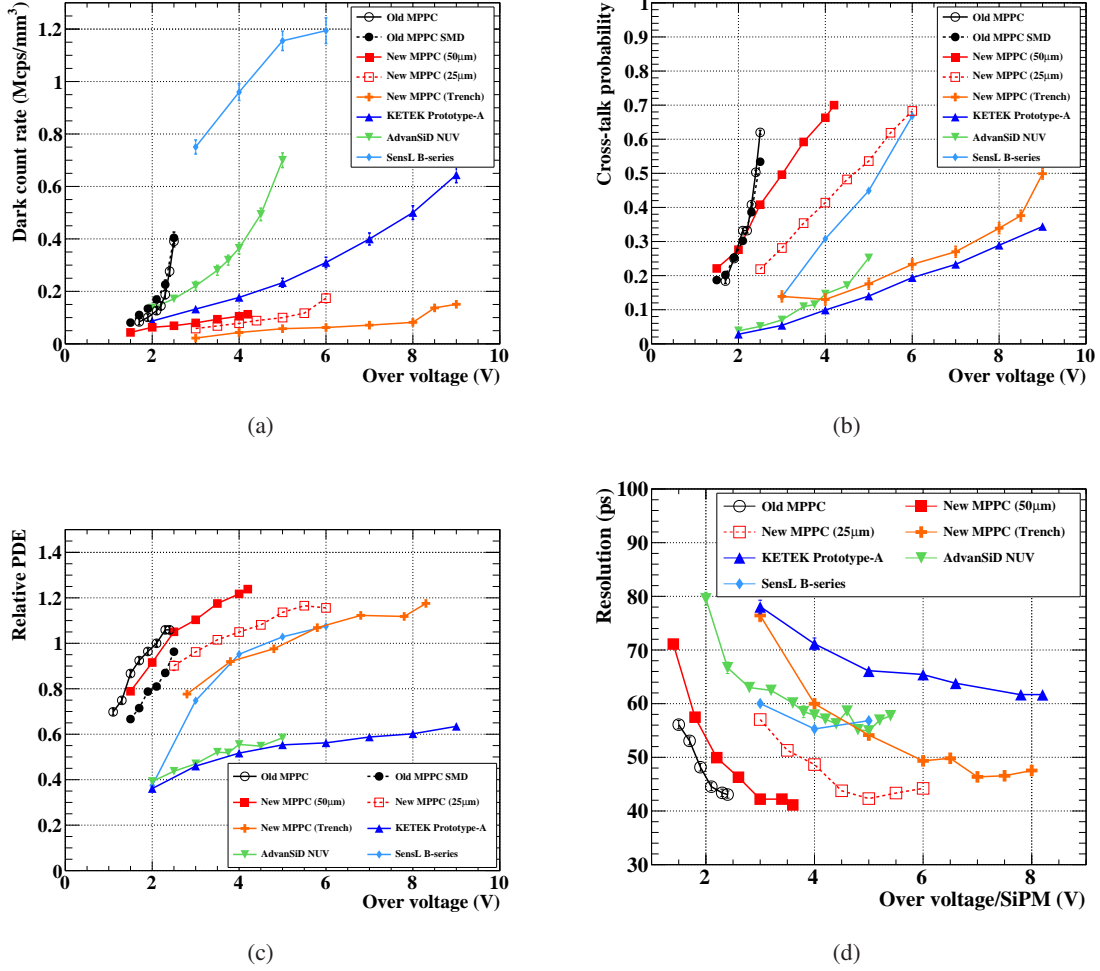 Dark count rate (Mcps/mm³)
1.2
1
0.8
0.6
0.4
0.2
0
0 2 4 6 8 10
Over voltage (V)
Old MPPC
Old MPPC SMD
New MPPC (50μm)
New MPPC (25μm)
New MPPC (Trench)
KETEK Prototype-A
AdvanSiD NUV
SensL B-series
(a)
Cross-talk probability
1
0.9
0.8
0.7
0.6
0.5
0.4
0.3
0.2
0.1
0
0 2 4 6 8 10
Over voltage (V)
Old MPPC
Old MPPC SMD
New MPPC (50μm)
New MPPC (25μm)
New MPPC (Trench)
KETEK Prototype-A
AdvanSiD NUV
SensL B-series
(b)
Relative PDE
1.4
1.2
1
0.8
0.6
0.4
0.2
0
0 2 4 6 8 10
Over voltage (V)
Old MPPC Old MPPC SMD
New MPPC (50μm) New MPPC (25μm)
New MPPC (Trench) KETEK Prototype-A
AdvanSiD NUV SensL B-series
(c)
Resolution (ps)
100
90
80
70
60
50
40
30
2 4 6 8
Over voltage/SiPM (V)
Old MPPC New MPPC (50μm)
New MPPC (25μm) New MPPC (Trench)
KETEK Prototype-A AdvanSiD NUV
SensL B-series
(d)